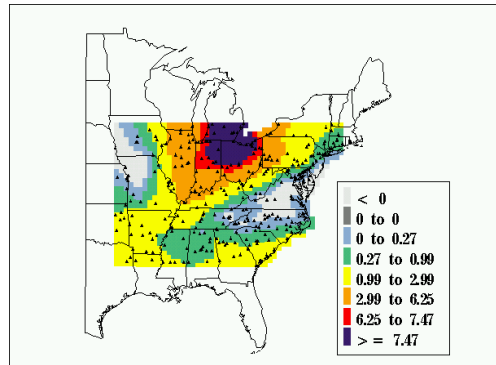 < 0
0 to 0
0 to 0.27
0.27 to 0.99
0.99 to 2.99
2.99 to 6.25
6.25 to 7.47
> = 7.47